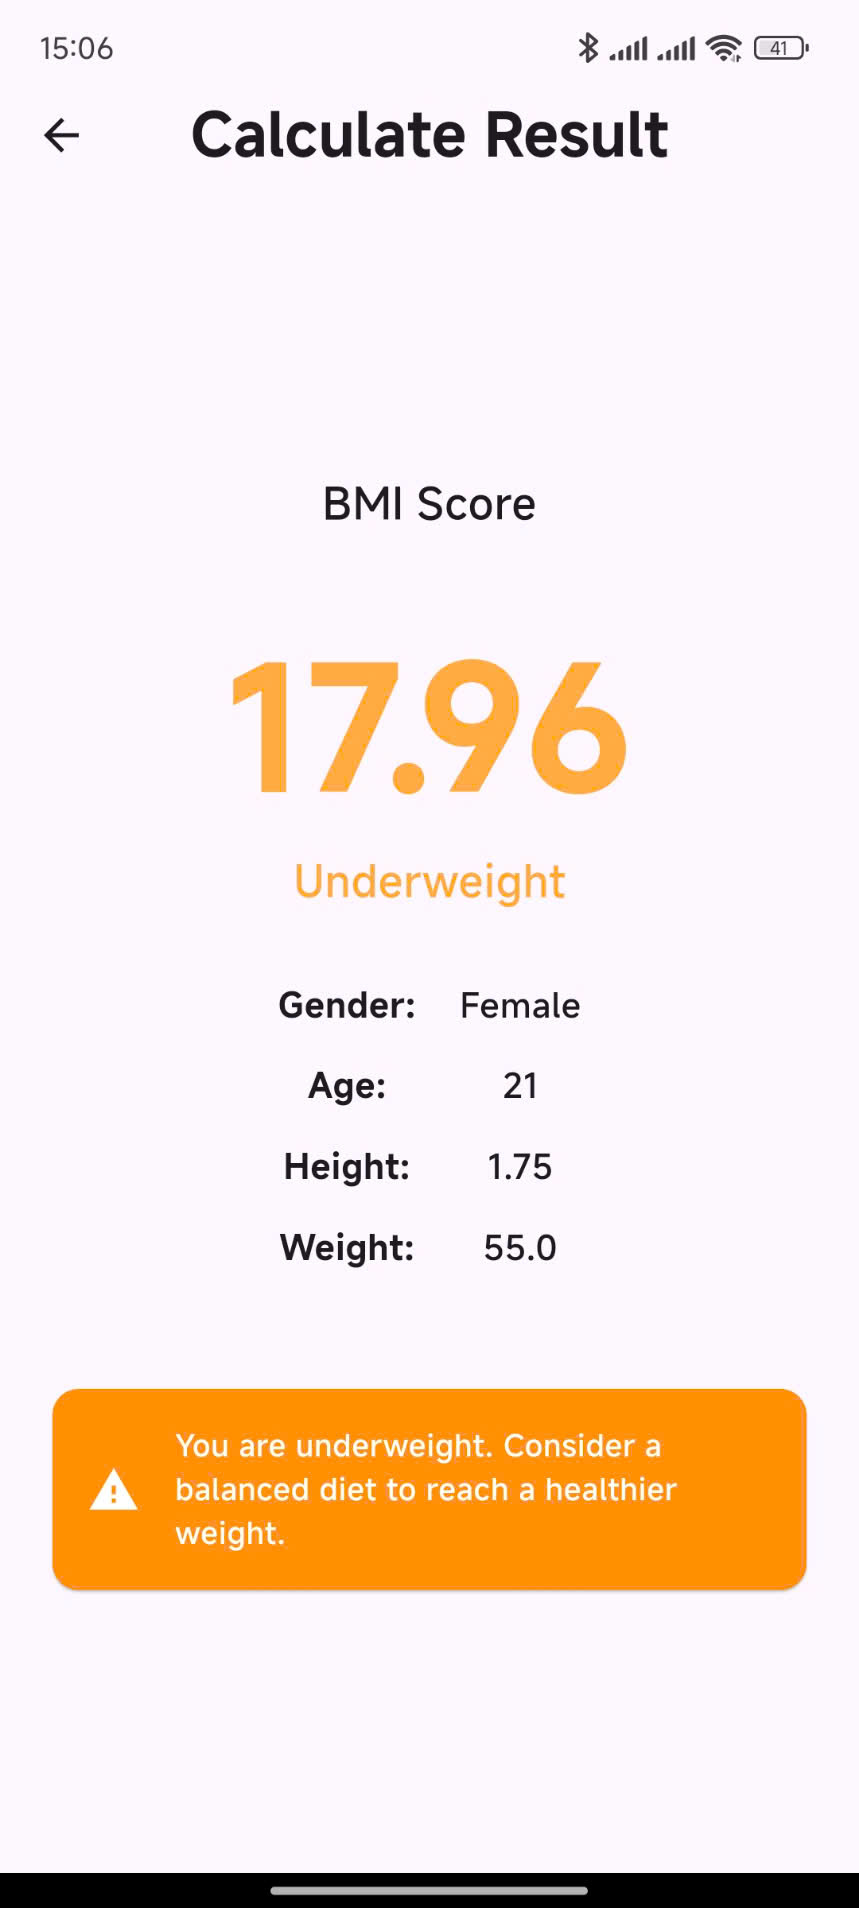 15:06
41
Calculate Result
BMI Score
17.96
Underweight
Gender: Female
Age: 21
Height: 1.75
Weight: 55.0
You are underweight. Consider a
balanced diet to reach a healthier
weight.